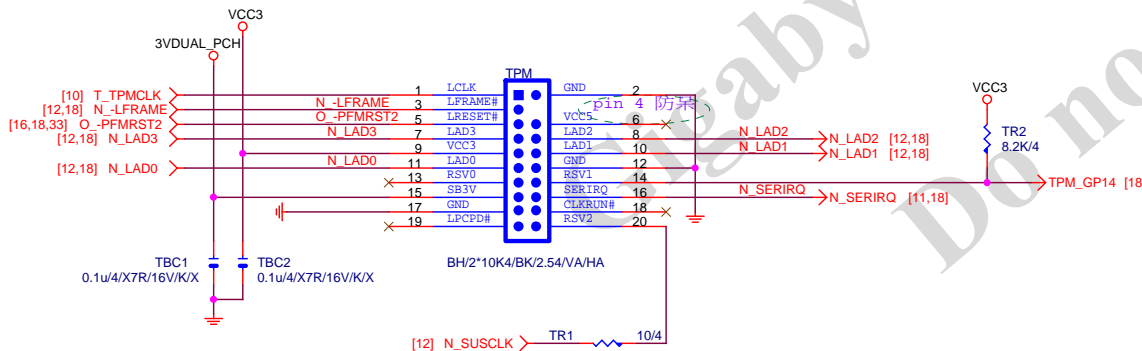 VCC3
3VDUAL_PCH
TPM
VCC3
[10] T_TPMCLK 1 LCLK GND 2
[12,18] N_-LFRAME N_-LFRAME 3 LFRAME# pin 4 防呆
[16,18,33] O_-PFMRST2 O_-PFMRST2 5 LRESET# VCC5 6
[12,18] N_LAD3 N_LAD3 7 LAD3 LAD2 8 N_LAD2 N_LAD2 [12,18]
9 VCC3 LAD1 10 N_LAD1 N_LAD1 [12,18]
[12,18] N_LAD0 N_LAD0 11 LAD0 GND 12
13 RSV0 RSV1 14 TPM_GP14 [18
15 SB3V SERIRQ 16 N_SERIRQ N_SERIRQ [11,18]
17 GND CLKRUN# 18
19 LPCPD# RSV2 20
TR2
8.2K/4
BH/2*10K4/BK/2.54/VA/HA
TBC1
0.1u/4/X7R/16V/K/X
TBC2
0.1u/4/X7R/16V/K/X
[12] N_SUSCLK TR1 10/4
Gigaby
Do no